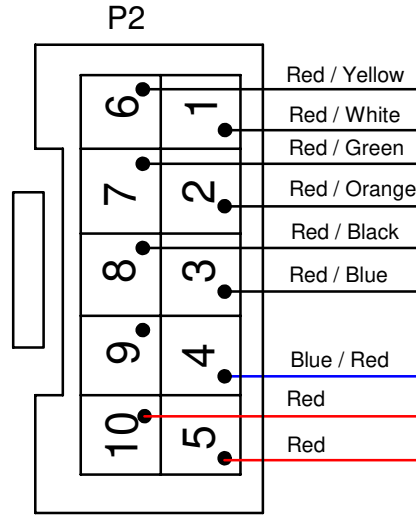 P2
Red / Yellow
6 1
Red / White
Red / Green
7 2
Red / Orange
Red / Black
8 3
Red / Blue
9 4
Blue / Red
Red
10 5
Red